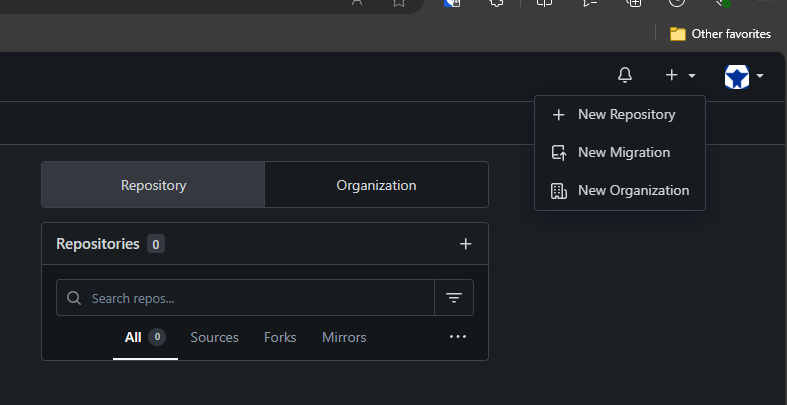 Other favorites
New Repository
New Migration
New Organization
Repository Organization
Repositories 0
Search repos...
All 0 Sources Forks Mirrors